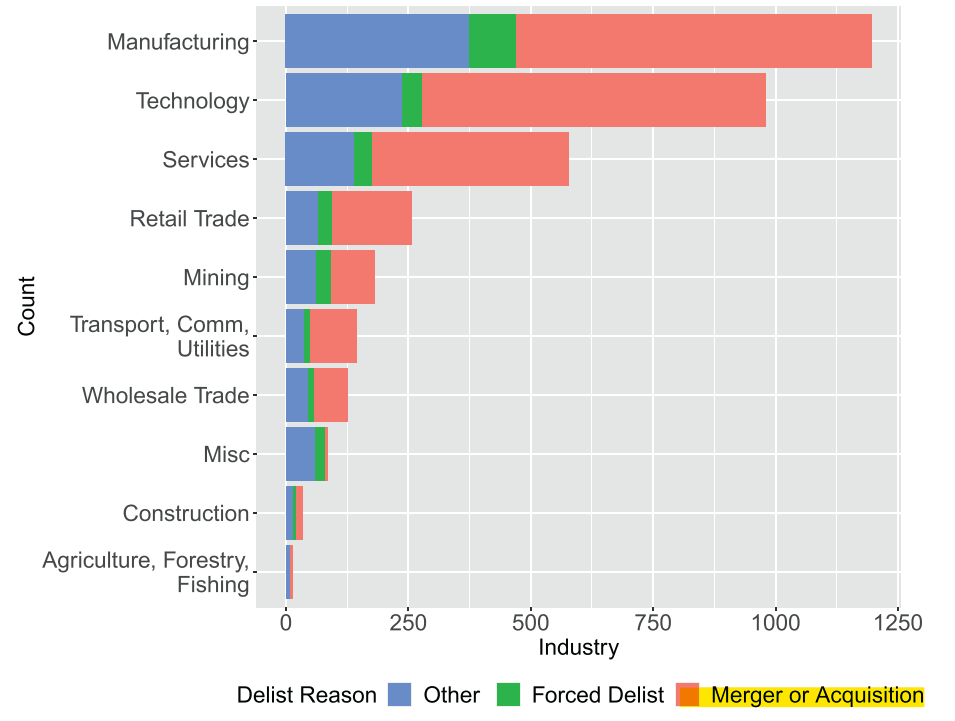 Manufacturing
Technology
Services
Retail Trade
Mining
Transport, Comm,
Utilities
Wholesale Trade
Misc
Construction
Agriculture, Forestry,
Fishing
Count
0 250 500 750 1000 1250
Industry
Delist Reason Other Forced Delist Merger or Acquisition